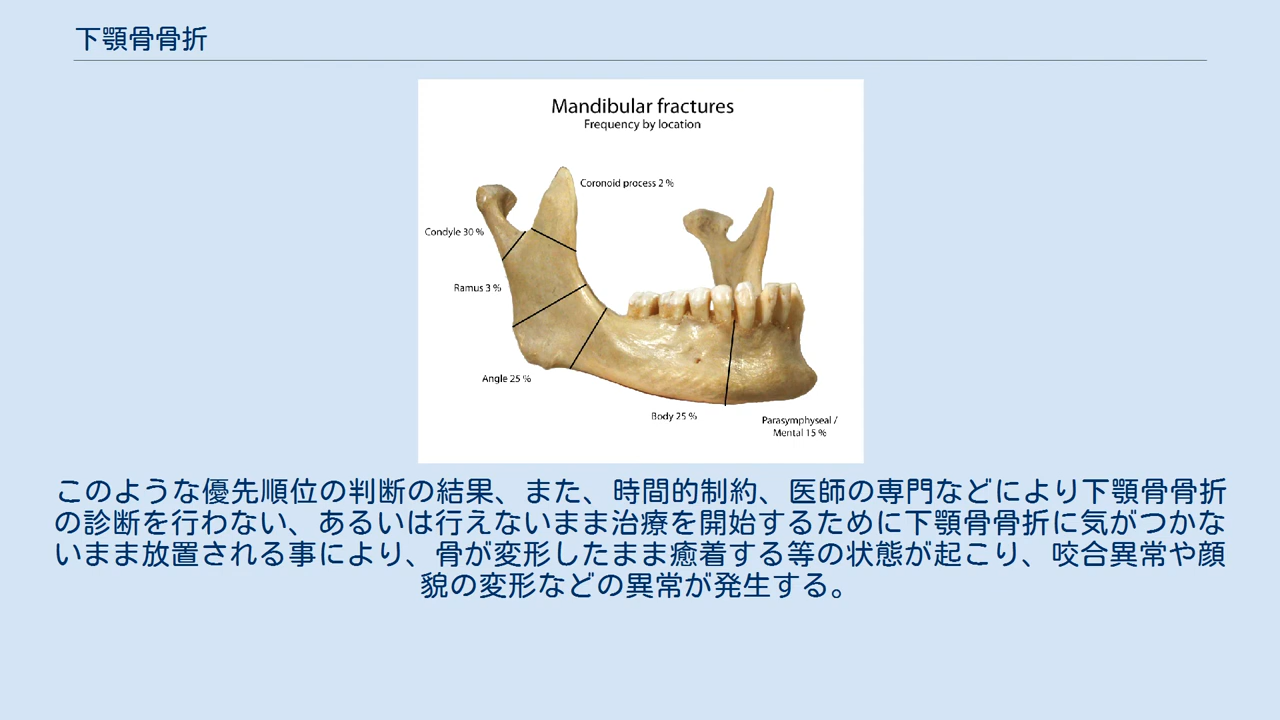 下顎骨骨折
Mandibular fractures
Frequency by location
Coronoid process 2 %
Condyle 30 %
Ramus 3 %
Angle 25 %
Body 25 %
Parasymphyseal /
Mental 15 %
このような優先順位の判断の結果、また、時間的制約、医師の専門などにより下顎骨骨折
の診断を行わない、あるいは行えないまま治療を開始するために下顎骨骨折に気がつかな
いまま放置される事により、骨が変形したまま癒着する等の状態が起こり、咬合異常や顔
貌の変形などの異常が発生する。